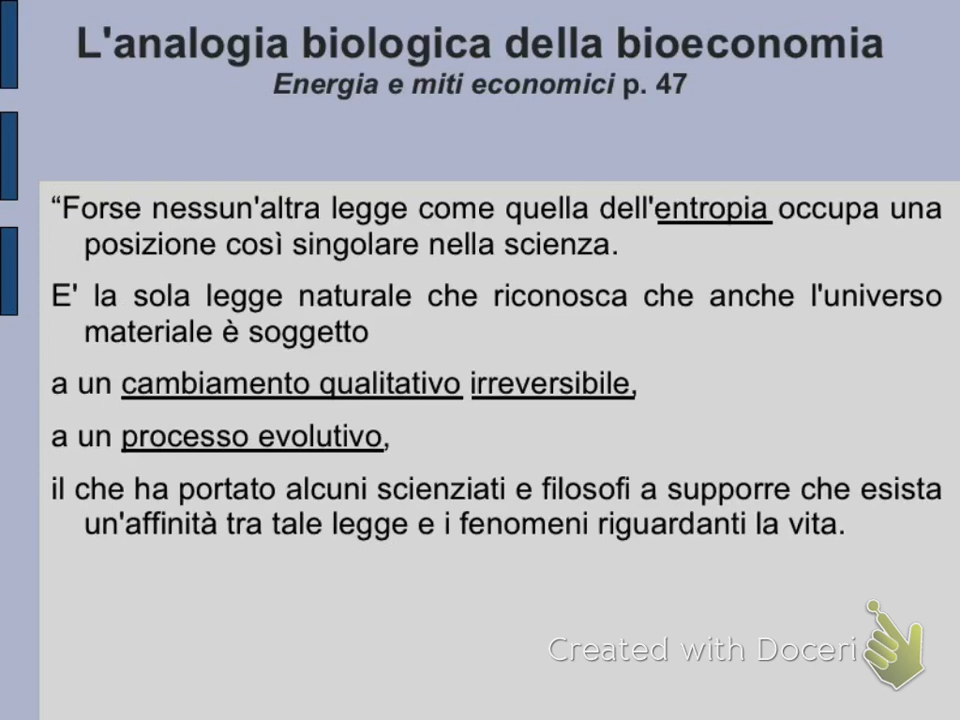 L'analogia biologica della bioeconomia
Energia e miti economici p. 47
“Forse nessun'altra legge come quella dell'entropia occupa una
posizione così singolare nella scienza.
E' la sola legge naturale che riconosca che anche l'universo
materiale è soggetto
a un cambiamento qualitativo irreversibile,
a un processo evolutivo,
il che ha portato alcuni scienziati e filosofi a supporre che esista
un'affinità tra tale legge e i fenomeni riguardanti la vita.
Created with Doceri